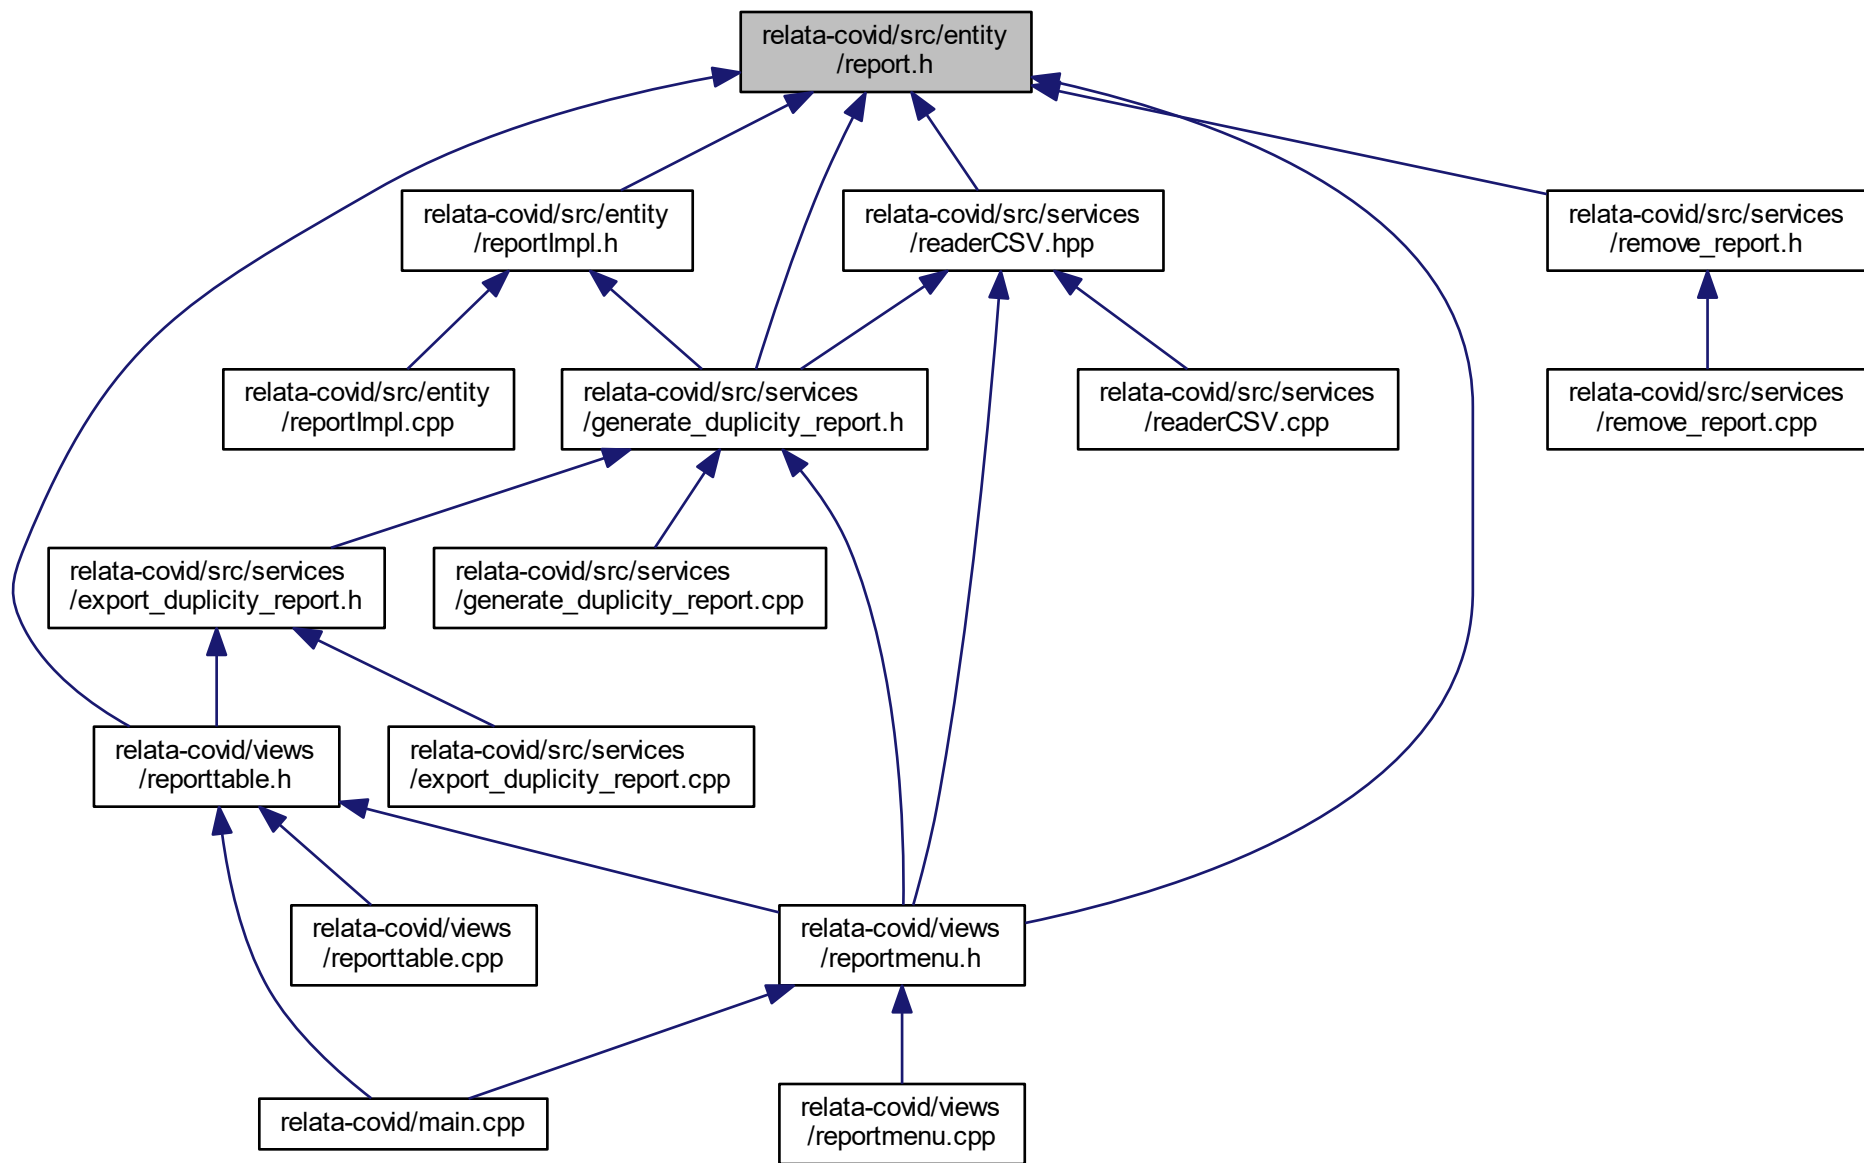 relata-covid/src/entity
/report.h
relata-covid/src/entity
/reportImpl.h
relata-covid/src/services
/readerCSV.hpp
relata-covid/src/services
/remove_report.h
relata-covid/src/entity
/reportImpl.cpp
relata-covid/src/services
/generate_duplicity_report.h
relata-covid/src/services
/readerCSV.cpp
relata-covid/src/services
/remove_report.cpp
relata-covid/src/services
/export_duplicity_report.h
relata-covid/src/services
/generate_duplicity_report.cpp
relata-covid/views
/reporttable.h
relata-covid/src/services
/export_duplicity_report.cpp
relata-covid/views
/reporttable.cpp
relata-covid/views
/reportmenu.h
relata-covid/main.cpp
relata-covid/views
/reportmenu.cpp